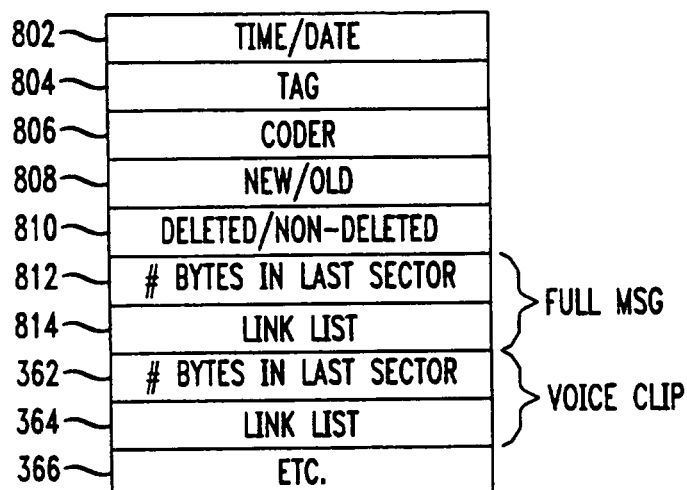 802 TIME/DATE
804 TAG
806 CODER
808 NEW/OLD
810 DELETED/NON-DELETED
812 # BYTES IN LAST SECTOR
FULL MSG
814 LINK LIST
362 # BYTES IN LAST SECTOR
VOICE CLIP
364 LINK LIST
366 ETC.